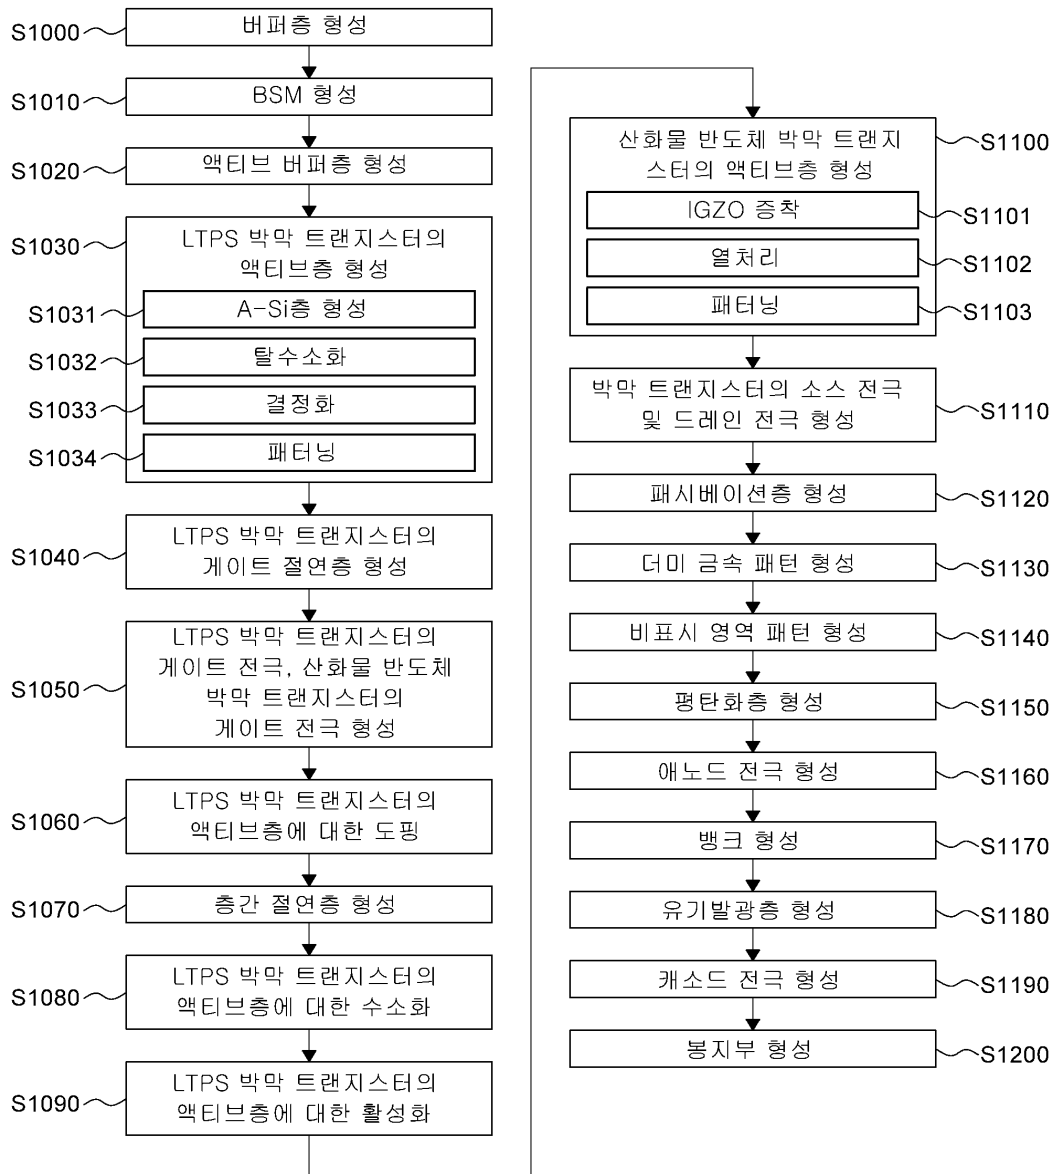 S1000
버퍼층 형성
S1010
BSM 형성
S1020
액티브 버퍼층 형성
S1030
LTPS 박막 트랜지스터의
액티브층 형성
S1031
A-Si층 형성
S1032
탈수소화
S1033
결정화
S1034
패터닝
S1040
LTPS 박막 트랜지스터의
게이트 절연층 형성
S1050
LTPS 박막 트랜지스터의
게이트 전극, 산화물 반도체
박막 트랜지스터의
게이트 전극 형성
S1060
LTPS 박막 트랜지스터의
액티브층에 대한 도핑
S1070
층간 절연층 형성
S1080
LTPS 박막 트랜지스터의
액티브층에 대한 수소화
S1090
LTPS 박막 트랜지스터의
액티브층에 대한 활성화
산화물 반도체 박막 트랜지
스터의 액티브층 형성
S1100
IGZO 증착
S1101
열처리
S1102
패터닝
S1103
박막 트랜지스터의 소스 전극
및 드레인 전극 형성
S1110
패시베이션층 형성
S1120
더미 금속 패턴 형성
S1130
비표시 영역 패턴 형성
S1140
평탄화층 형성
S1150
애노드 전극 형성
S1160
뱅크 형성
S1170
유기발광층 형성
S1180
캐소드 전극 형성
S1190
봉지부 형성
S1200